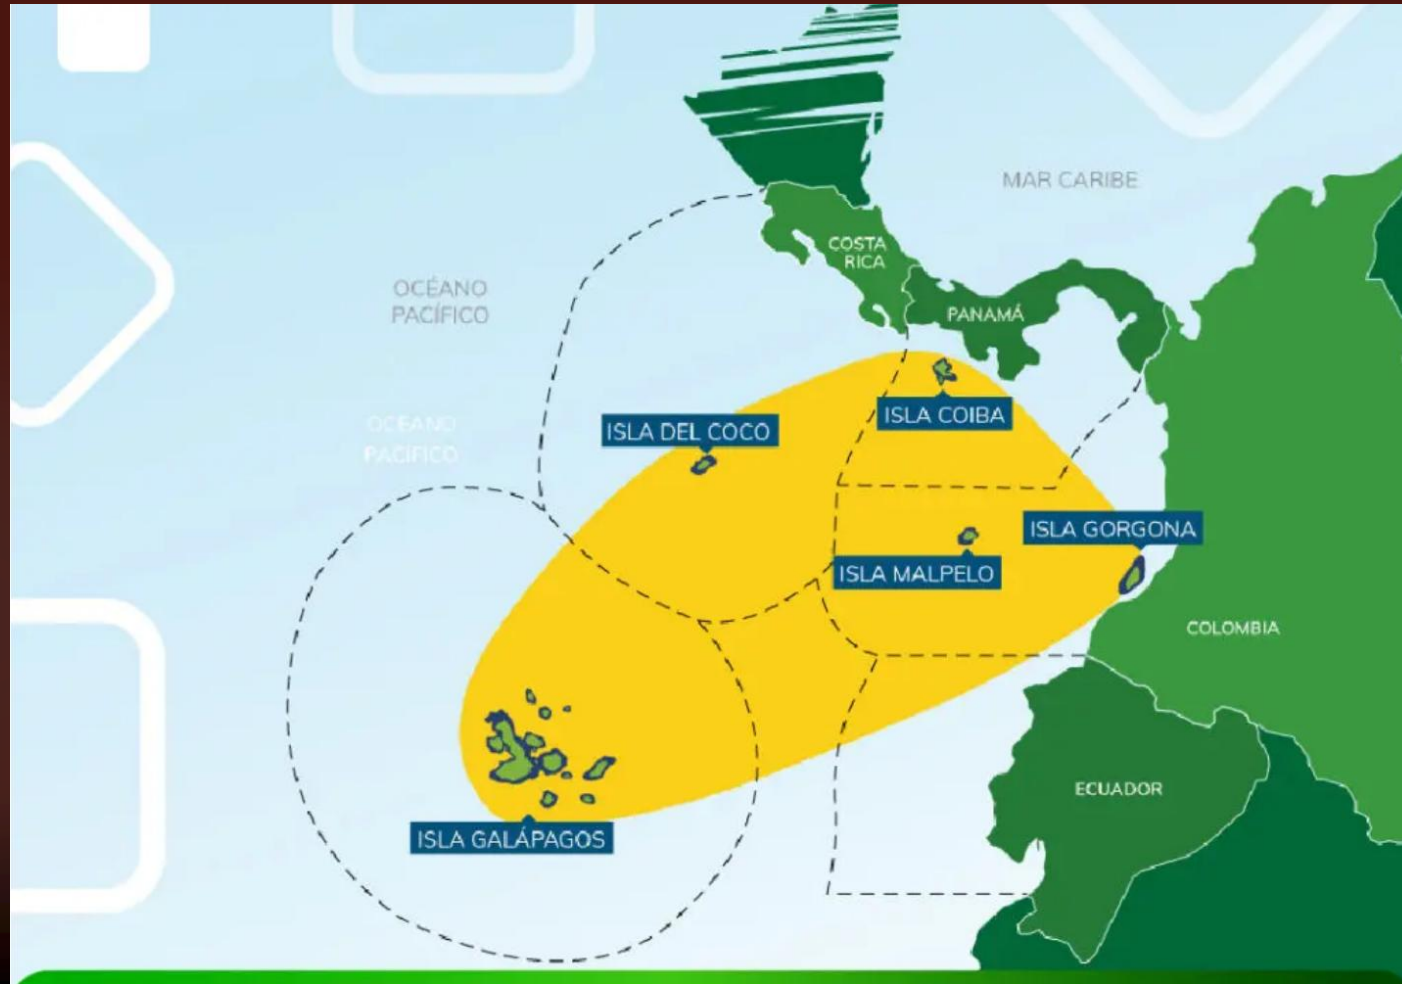 MAR CARIBE
COSTA
RICA
OCÉANO
PACÍFICO
PANAMÁ
ISLA COIBA
OCÉANO
PACÍFICO
ISLA DEL COCO
ISLA GORGONA
ISLA MALPELO
COLOMBIA
ECUADOR
ISLA GALÁPAGOS